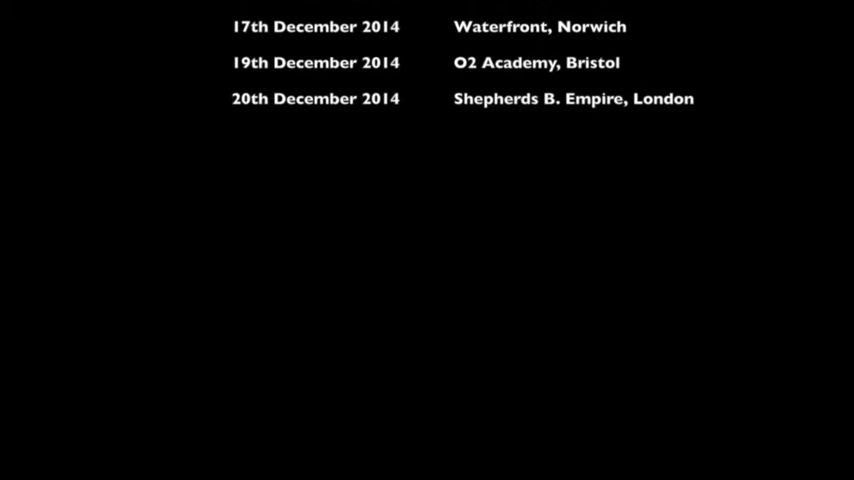 17th December 2014 Waterfront, Norwich
19th December 2014 O2 Academy, Bristol
20th December 2014 Shepherds B. Empire, London